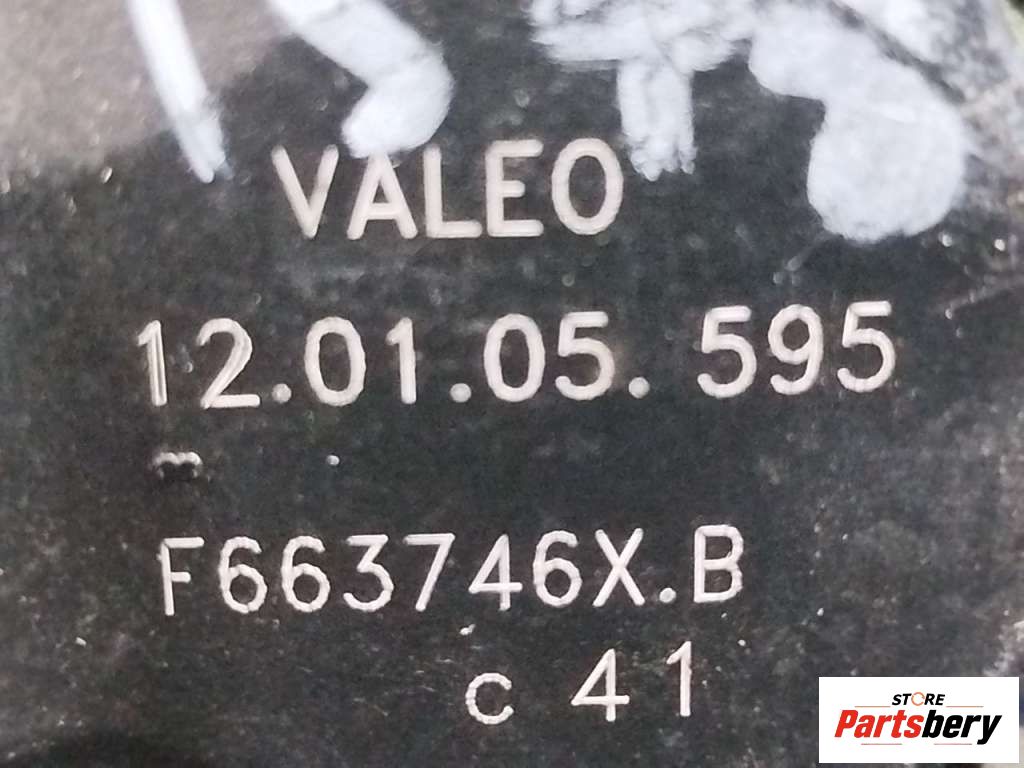 VALEO
12.01.05. 595
F663746X.B
c 41
STORE
Partsbery